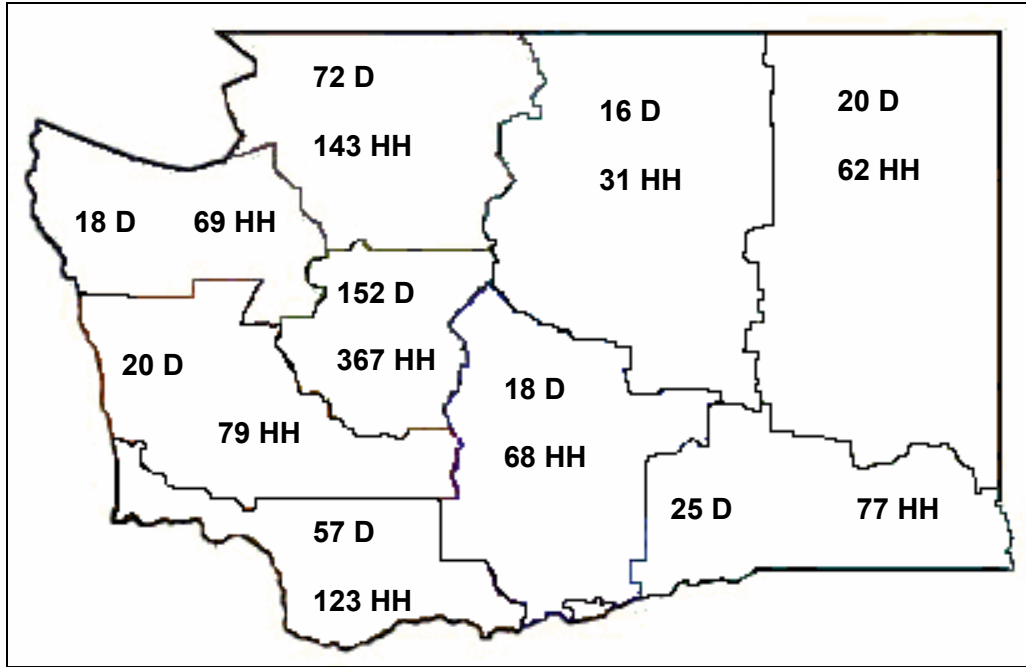 72 D
143 HH
16 D
31 HH
20 D
62 HH
18 D 69 HH
152 D
367 HH
20 D
79 HH
18 D
68 HH
25 D 77 HH
57 D
123 HH